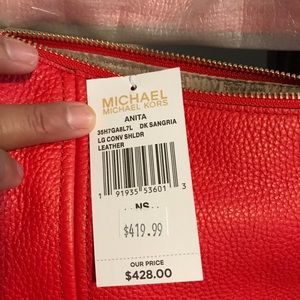 MICHAEL
MICHAEL KORS
ANITA
35H7GA8L7L DK SANGRIA
LG CONV SHLDR
LEATHER
1 91935 53601 3
NS
$419.99
OUR PRICE
$428.00